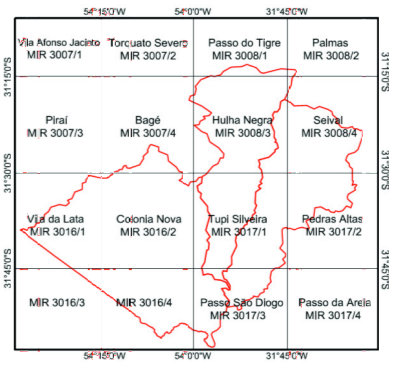 54°15'0"W 54°0'0"W 31°45'0"W
Vila Afonso Jacinto
MIR 3007/1
Torquato Severo
MIR 3007/2
Passo do Tigre
MIR 3008/1
Palmas
MIR 3008/2
31°15'0"S 31°15'0"S
Piraí
MIR 3007/3
Bagé
MIR 3007/4
Hulha Negra
MIR 3008/3
Seival
MIR 3008/4
31°30'0"S 31°30'0"S
Vila da Lata
MIR 3016/1
Colonia Nova
MIR 3016/2
Tupi Silveira
MIR 3017/1
Pedras Altas
MIR 3017/2
31°45'0"S 31°45'0"S
MIR 3016/3
MIR 3016/4
Passo São Diogo
MIR 3017/3
Passo da Areia
MIR 3017/4
54°15'0"W 54°0'0"W 31°45'0"W